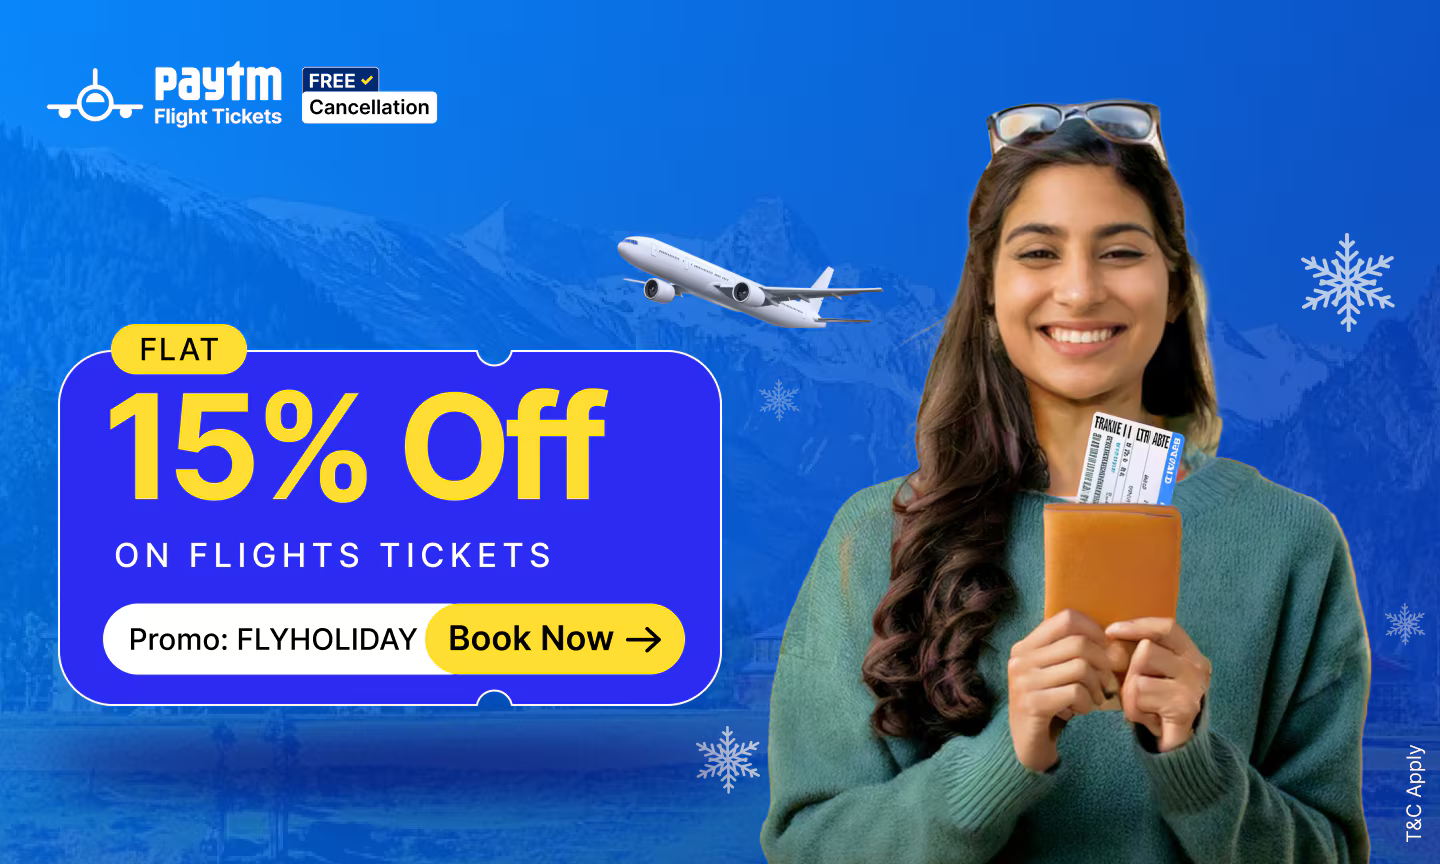 paytm
Flight Tickets
FREE
Cancellation
FLAT
15% Off
ON FLIGHTS TICKETS
Promo: FLYHOLIDAY
Book Now
T&C Apply